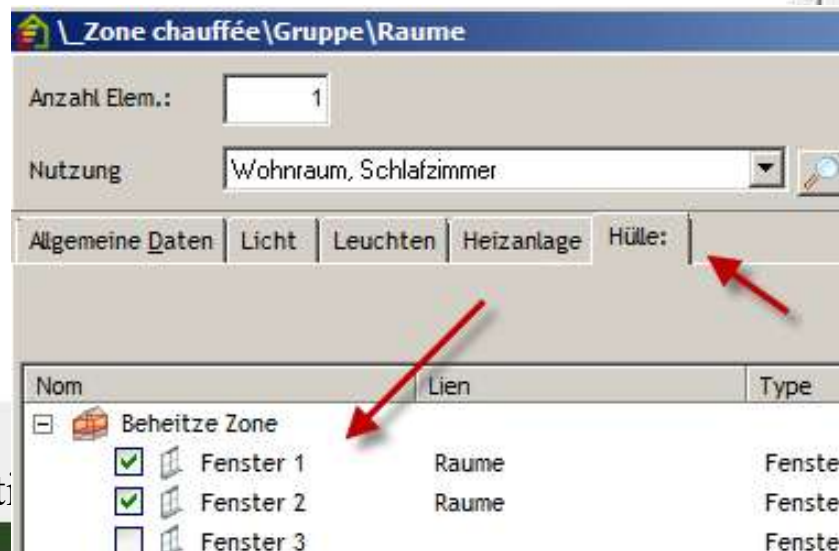 \_Zone chauffée\Gruppe\Raume
Anzahl Elem.: 1
Nutzung Wohnraum, Schlafzimmer
Allgemeine Daten Licht Leuchten Heizanlage Hülle:
Nom Lien Type
Beheitze Zone
Fenster 1 Raume Fenste
Fenster 2 Raume Fenste
Fenster 3 Fenste